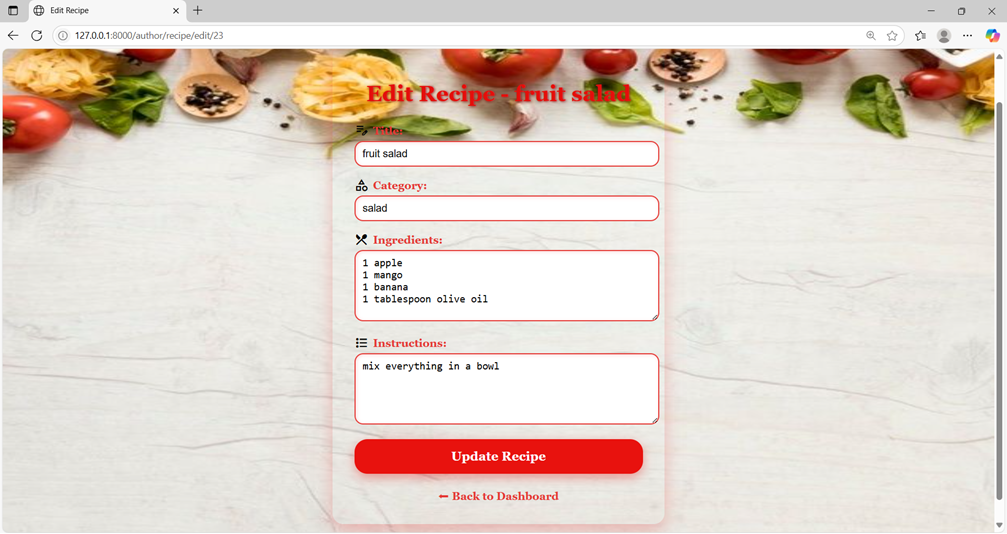 Edit Recipe
127.0.0.1:8000/author/recipe/edit/23
Edit Recipe - fruit salad
Title:
fruit salad
Category:
salad
Ingredients:
1 apple
1 mango
1 banana
1 tablespoon olive oil
Instructions:
mix everything in a bowl
Update Recipe
Back to Dashboard